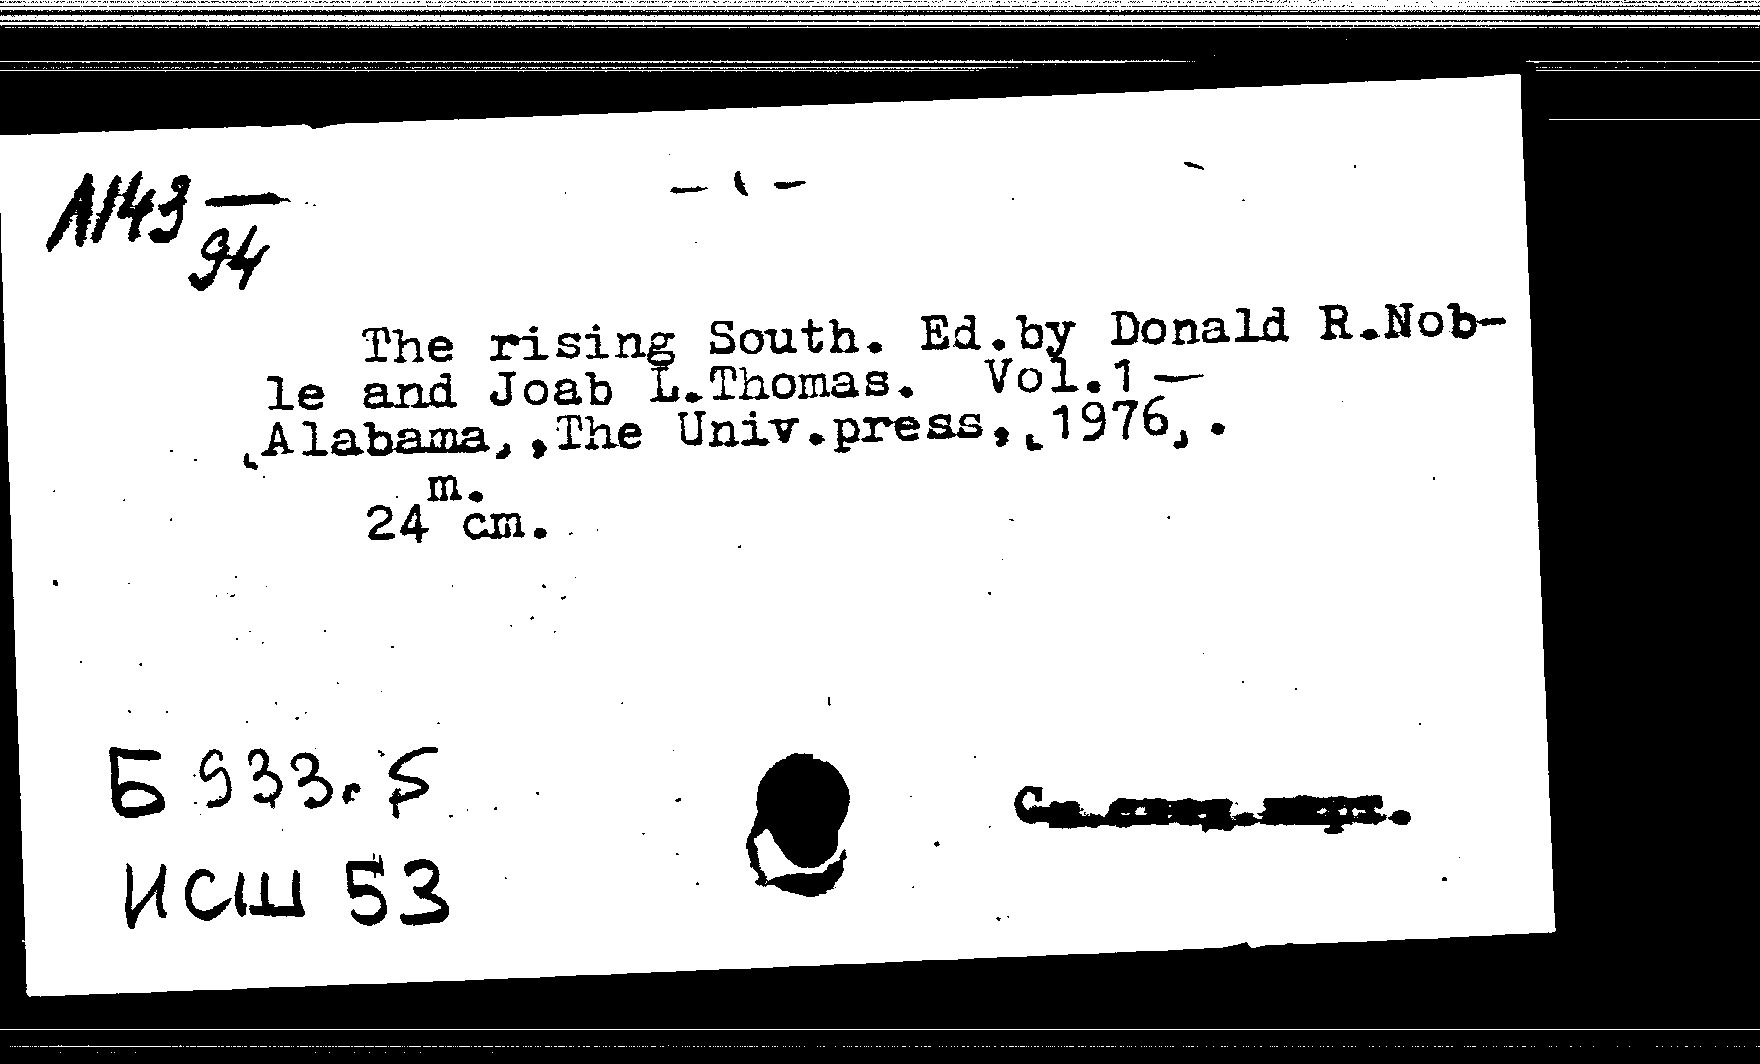 - 1 -
Л143 —
94
The rising South. Ed.by Donald R.Nob-
le and Joab L.Thomas. Vol.1 —
[Alabama], The Univ.press, [1976].
m.
24 cm.
Б 933.5
ИСШ 53